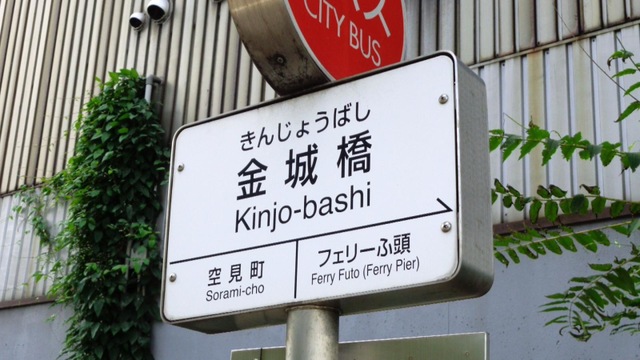 CITY BUS
きんじょうばし
金城橋
Kinjo-bashi
空見町
Sorami-cho
フェリーふ頭
Ferry Futo (Ferry Pier)